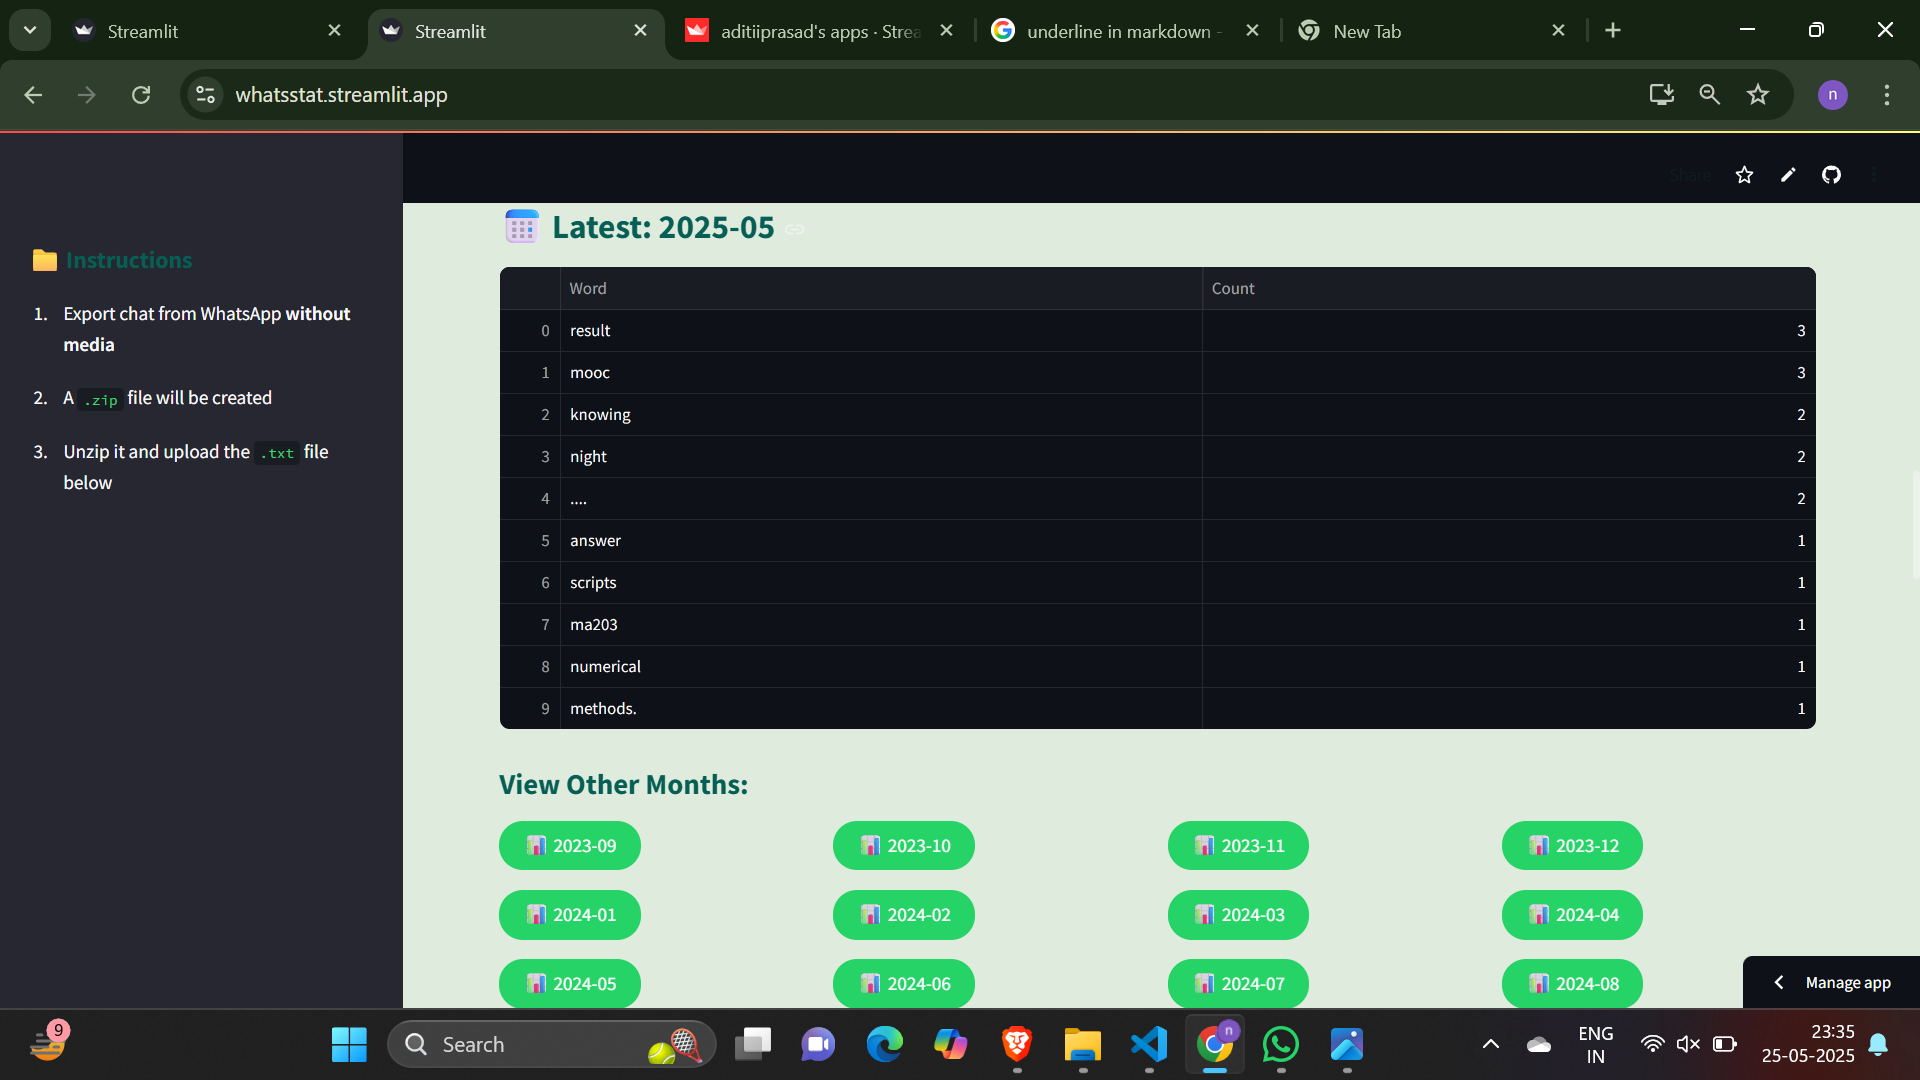 Streamlit
Streamlit
aditiiprasad's apps · Strea
underline in markdown -
New Tab
whatsstat.streamlit.app
n
Share
Instructions
1. Export chat from WhatsApp without
media
2. A .zip file will be created
3. Unzip it and upload the .txt file
below
Latest: 2025-05
Word Count
0 result 3
1 mooc 3
2 knowing 2
3 night 2
4 .... 2
5 answer 1
6 scripts 1
7 ma203 1
8 numerical 1
9 methods. 1
View Other Months:
2023-09 2023-10 2023-11 2023-12
2024-01 2024-02 2024-03 2024-04
2024-05 2024-06 2024-07 2024-08
Manage app
9
Search
n
ENG
IN
23:35
25-05-2025